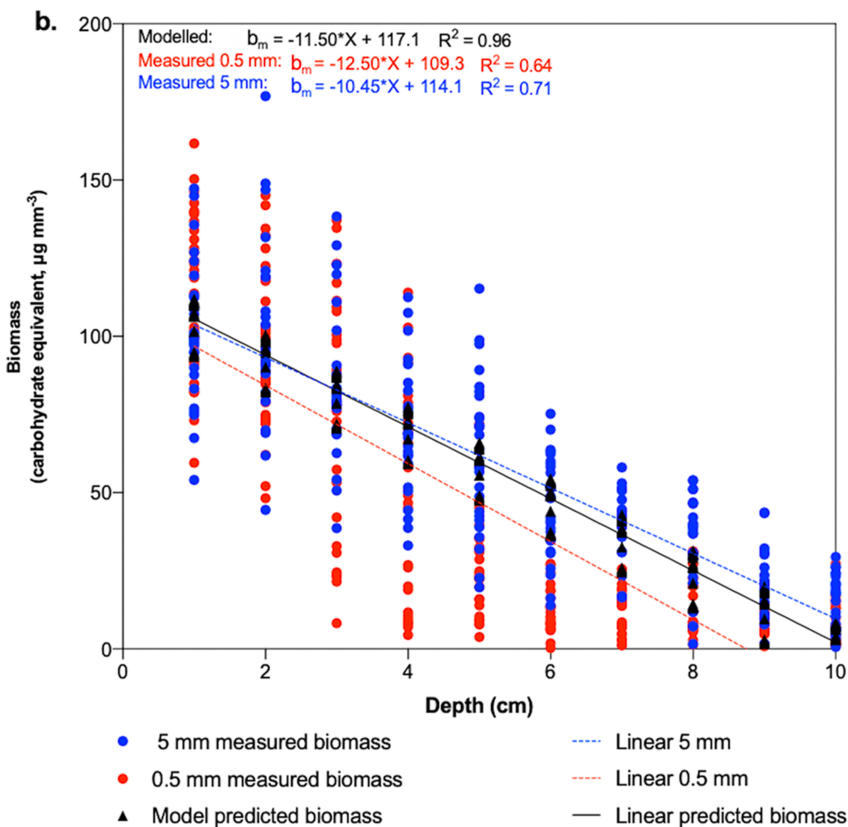 b.
Modelled: bm = -11.50*X + 117.1 R² = 0.96
Measured 0.5 mm: bm = -12.50*X + 109.3 R² = 0.64
Measured 5 mm: bm = -10.45*X + 114.1 R² = 0.71
200
150
100
50
0
Biomass
(carbohydrate equivalent, µg mm⁻³)
0 2 4 6 8 10
Depth (cm)
5 mm measured biomass
0.5 mm measured biomass
Model predicted biomass
Linear 5 mm
Linear 0.5 mm
Linear predicted biomass